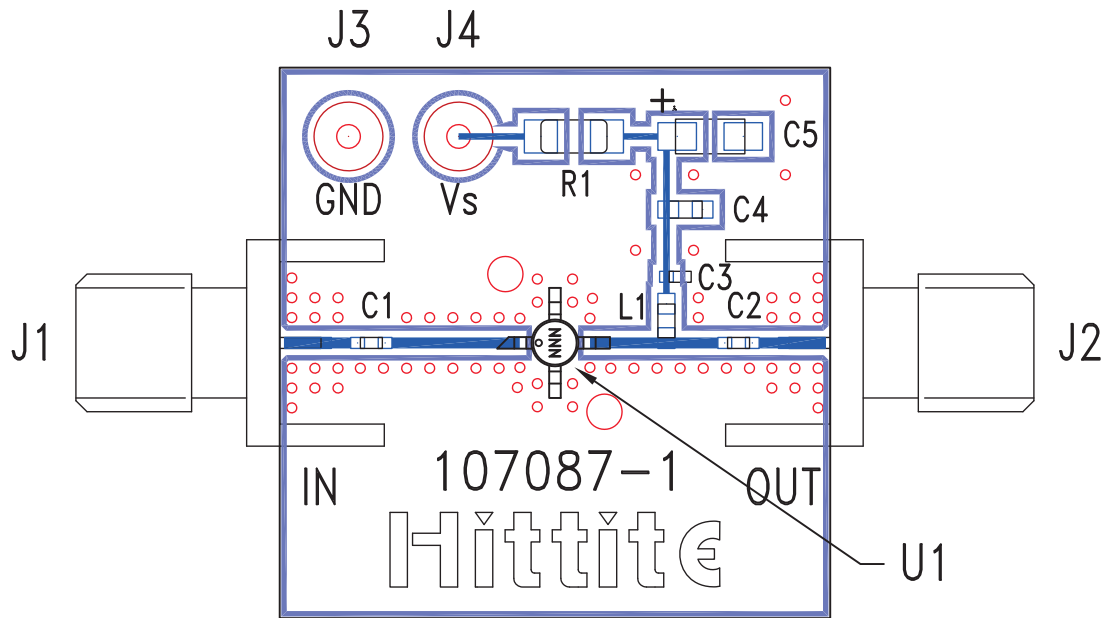 J3 J4
+
C5
R1
GND Vs
C4
C3
C1 L1 C2
J1
NNN
J2
IN 107087-1 OUT
Hittite
U1